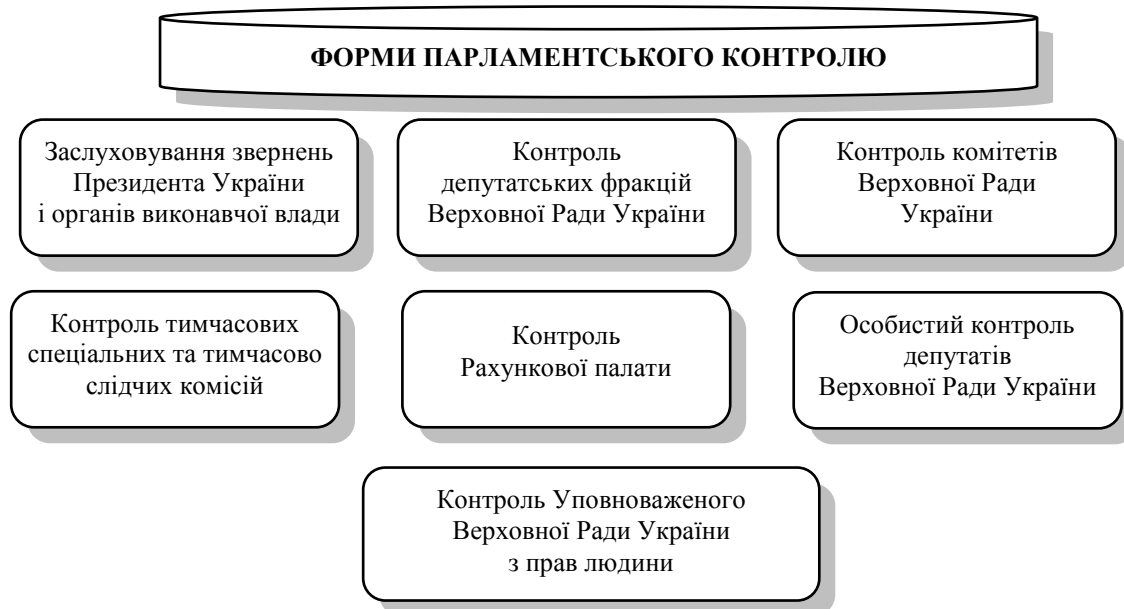 ФОРМИ ПАРЛАМЕНТСЬКОГО КОНТРОЛЮ
Заслуховування звернень
Президента України
і органів виконавчої влади
Контроль
депутатських фракцій
Верховної Ради України
Контроль комітетів
Верховної Ради
України
Контроль тимчасових
спеціальних та тимчасово
слідчих комісій
Контроль
Рахункової палати
Особистий контроль
депутатів
Верховної Ради України
Контроль Уповноваженого
Верховної Ради України
з прав людини